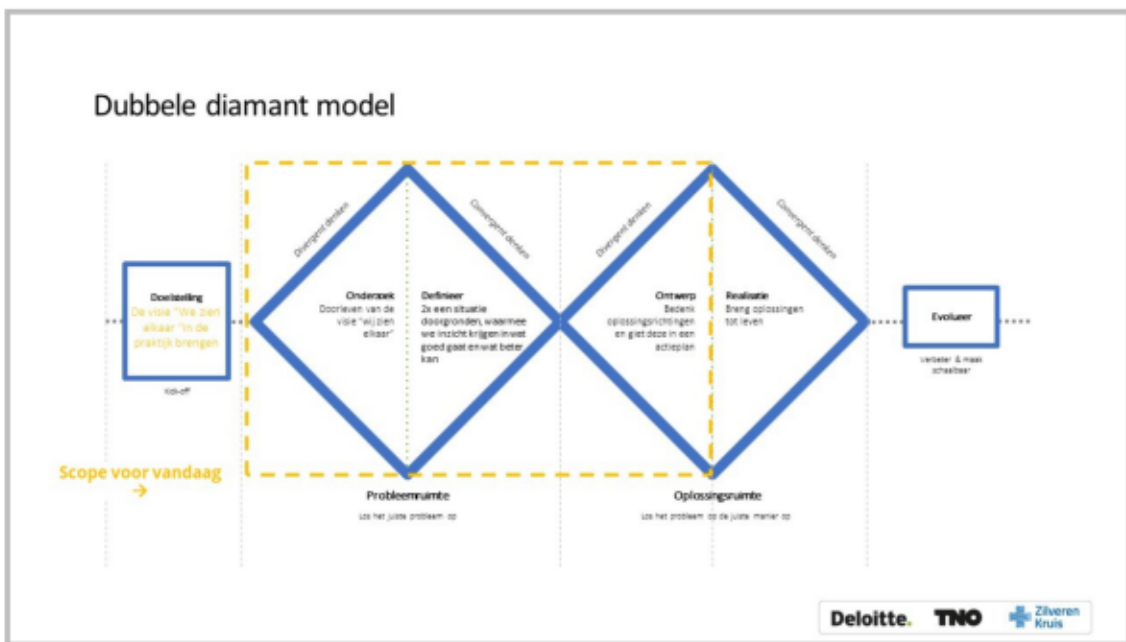 Dubbele diamant model
Doelstelling
De visie "We zien
elkaar "in de
praktijk brengen
Kick-off
Scope voor vandaag
→
Divergent denken
Convergent denken
Onderzoek
Doorleven van de
visie "wij zien
elkaar"
Definieer
2x een situatie
doorgronden, waarmee
we inzicht krijgen in wat
goed gaat en wat beter
kan
Probleemruimte
Los het juiste probleem op
Divergent denken
Convergent denken
Ontwerp
Bedenk
oplossingsrichtingen
en giet deze in een
actieplan
Realisatie
Breng oplossingen
tot leven
Oplossingsruimte
Los het probleem op de juiste manier op
Evolueer
Verbeter & maak
schaalbaar
Deloitte.
TNO
Zilveren
Kruis